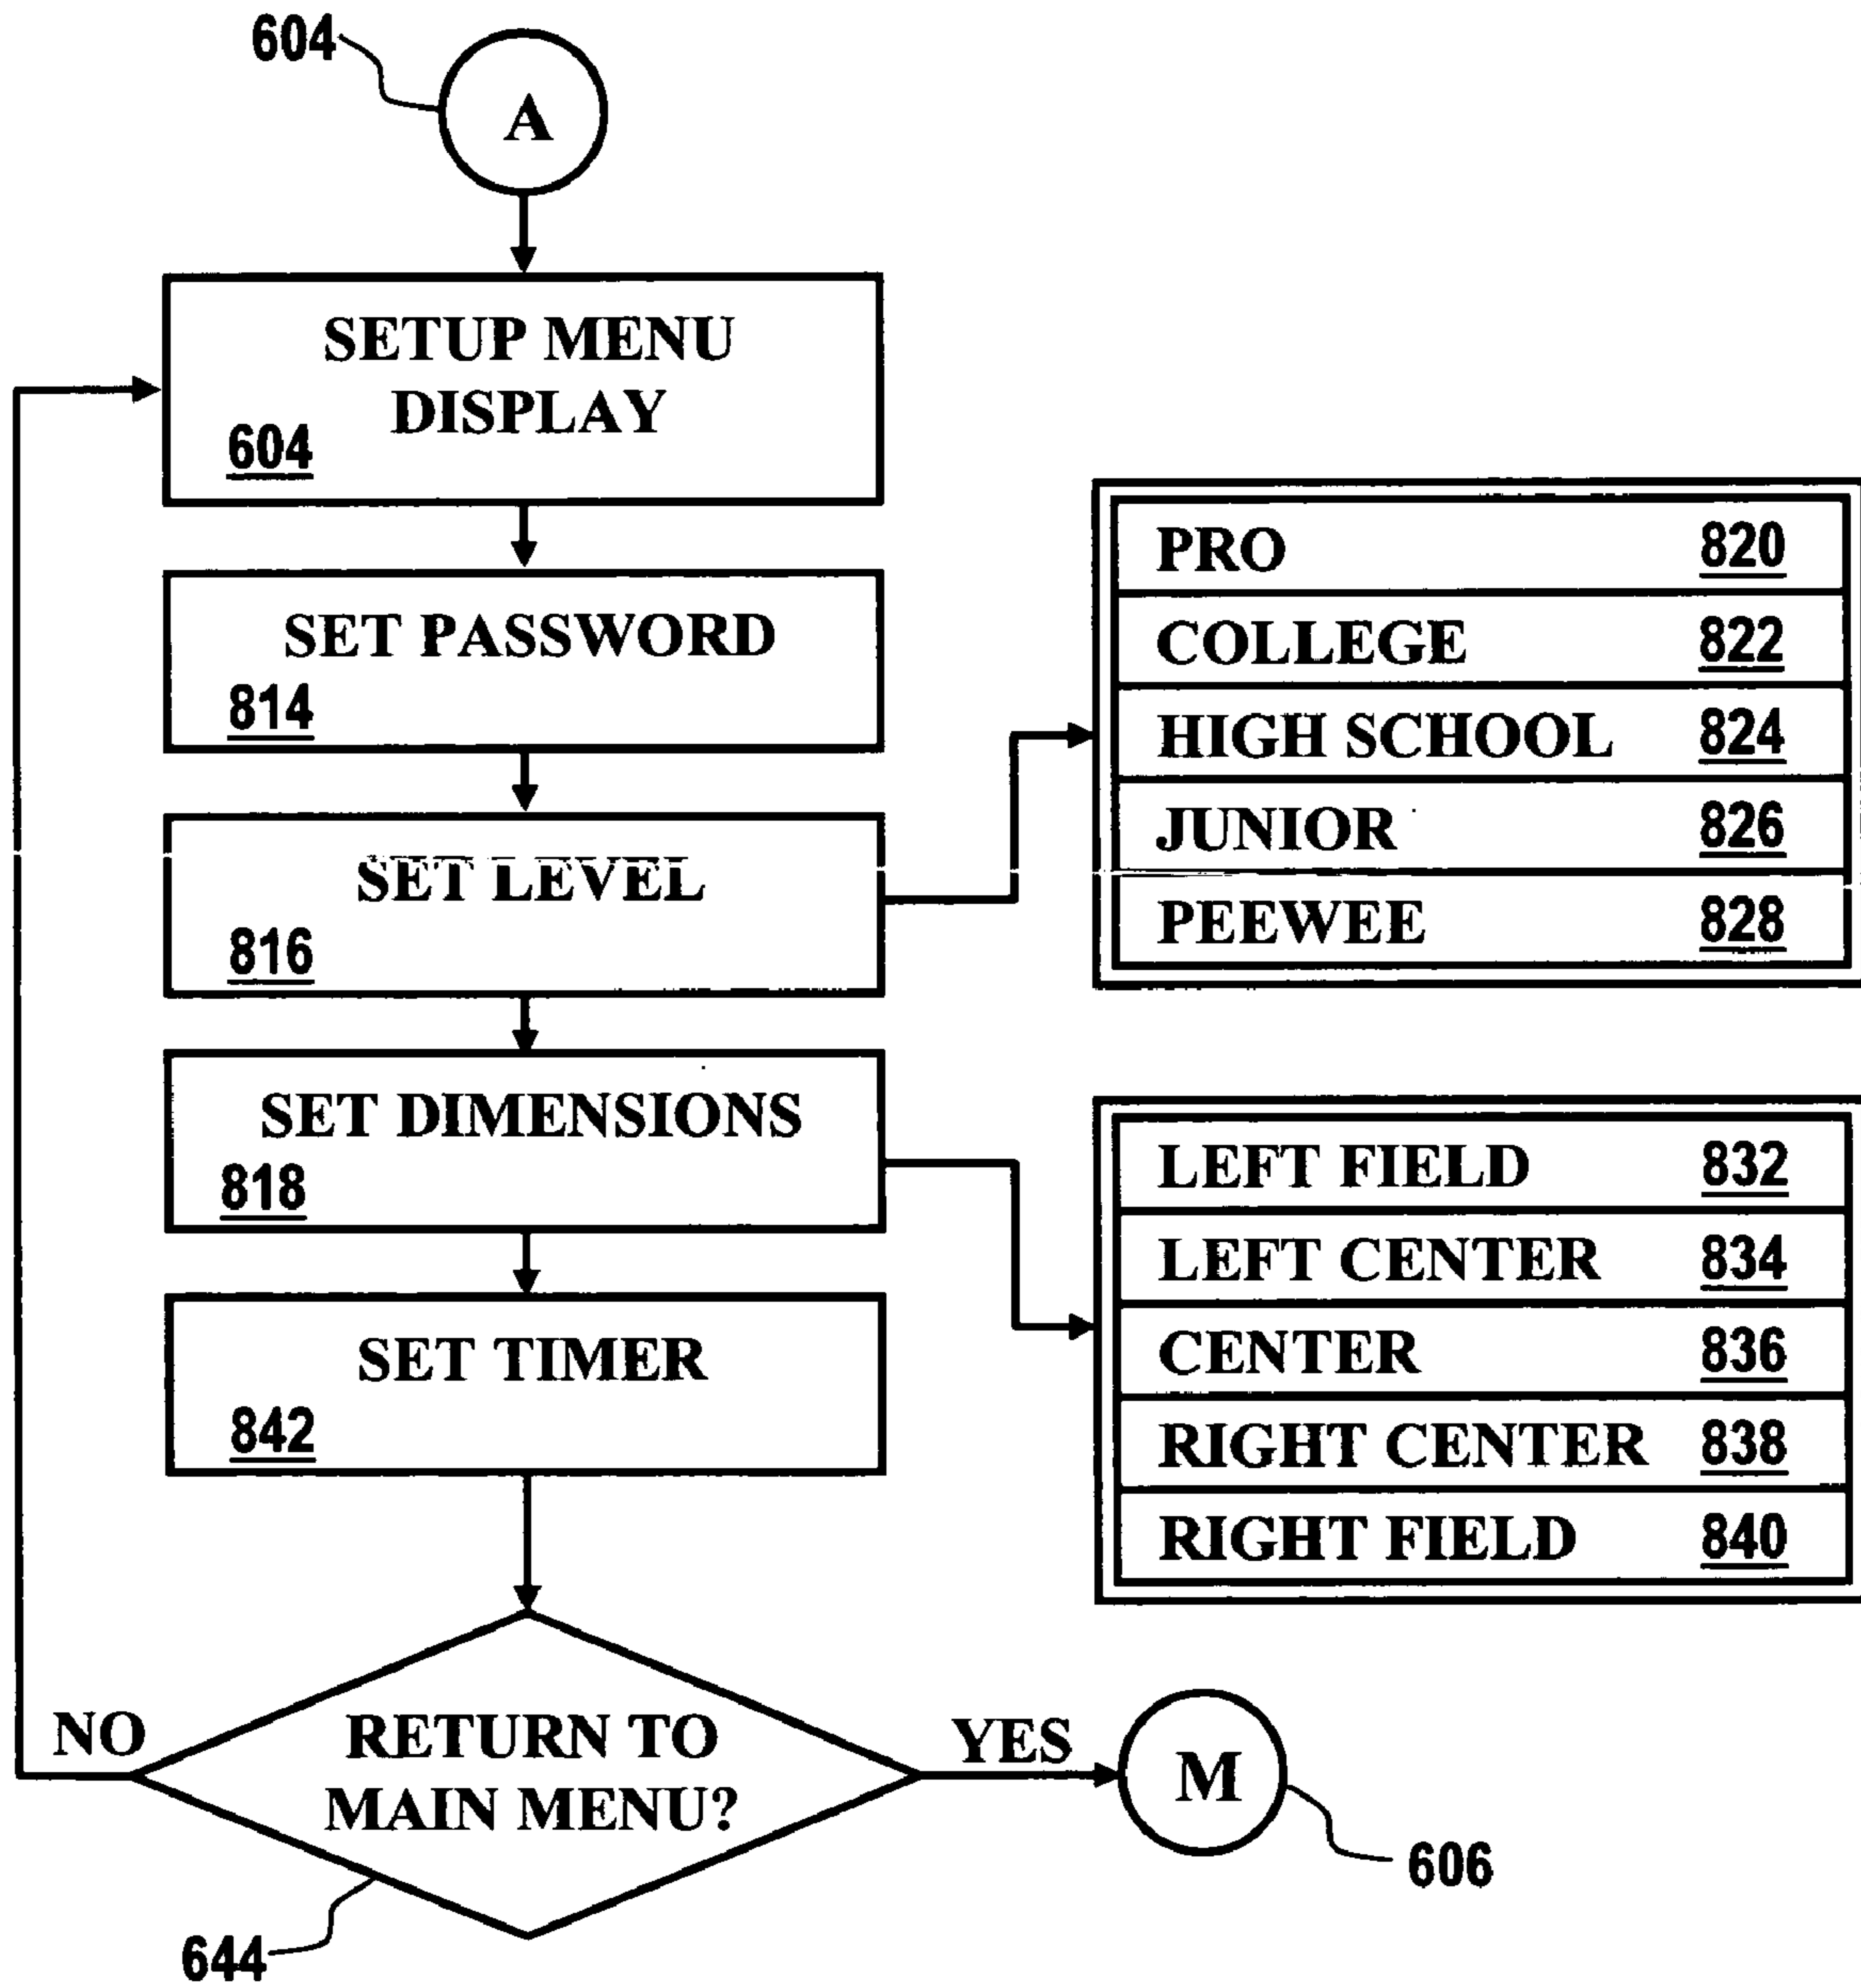 604
A
SETUP MENU
DISPLAY
604
SET PASSWORD
814
SET LEVEL
816
SET DIMENSIONS
818
SET TIMER
842
PRO 820
COLLEGE 822
HIGH SCHOOL 824
JUNIOR 826
PEEWEE 828
LEFT FIELD 832
LEFT CENTER 834
CENTER 836
RIGHT CENTER 838
RIGHT FIELD 840
NO
RETURN TO
MAIN MENU?
YES
M
606
644